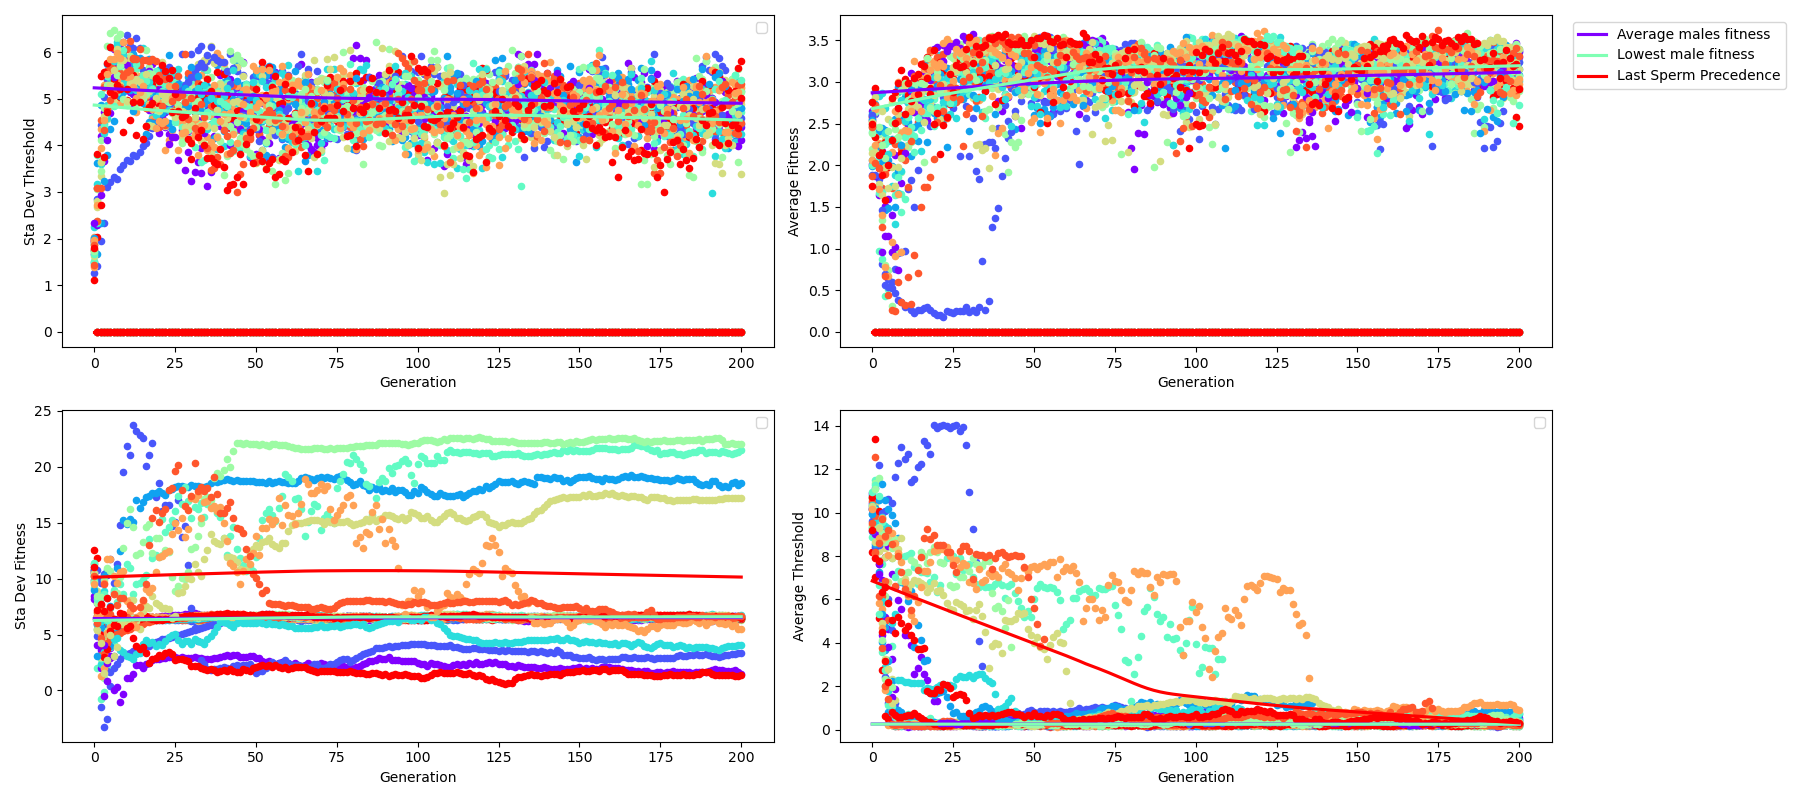 6
5
4
3
2
1
0
Sta Dev Threshold
0 25 50 75 100 125 150 175 200
Generation
3.5
3.0
2.5
2.0
1.5
1.0
0.5
0.0
Average Fitness
0 25 50 75 100 125 150 175 200
Generation
Average males fitness
Lowest male fitness
Last Sperm Precedence
25
20
15
10
5
0
Sta Dev Fitness
0 25 50 75 100 125 150 175 200
Generation
14
12
10
8
6
4
2
0
Average Threshold
0 25 50 75 100 125 150 175 200
Generation